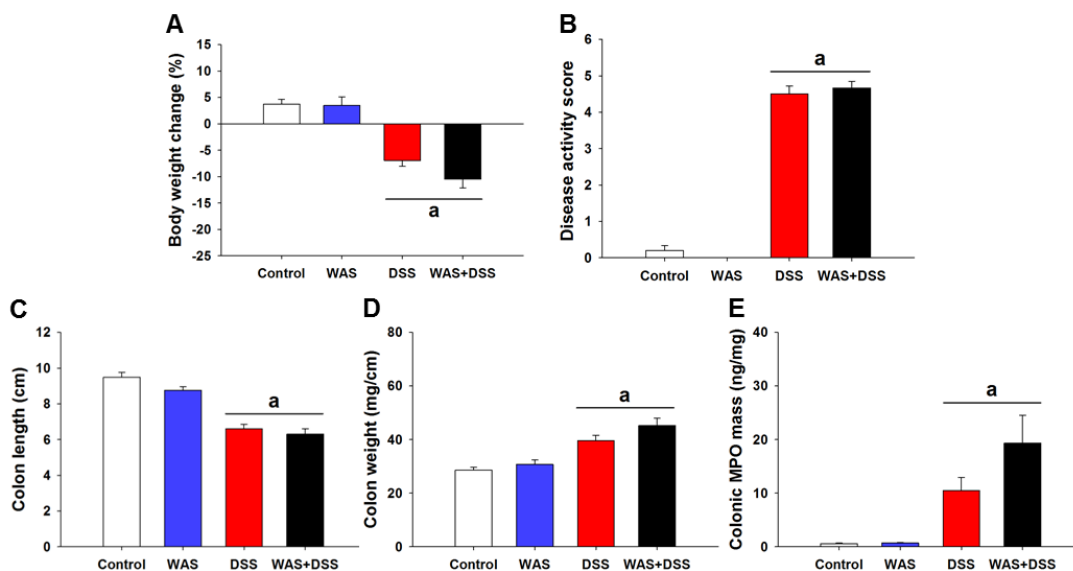 A
Body weight change (%)
15
10
5
0
-5
-10
-15
-20
-25
a
Control WAS DSS WAS+DSS
B
Disease activity score
6
5
4
3
2
1
0
a
Control WAS DSS WAS+DSS
C
Colon length (cm)
12
10
8
6
4
2
0
a
Control WAS DSS WAS+DSS
D
Colon weight (mg/cm)
80
60
40
20
0
a
Control WAS DSS WAS+DSS
E
Colonic MPO mass (ng/mg)
40
30
20
10
0
a
Control WAS DSS WAS+DSS